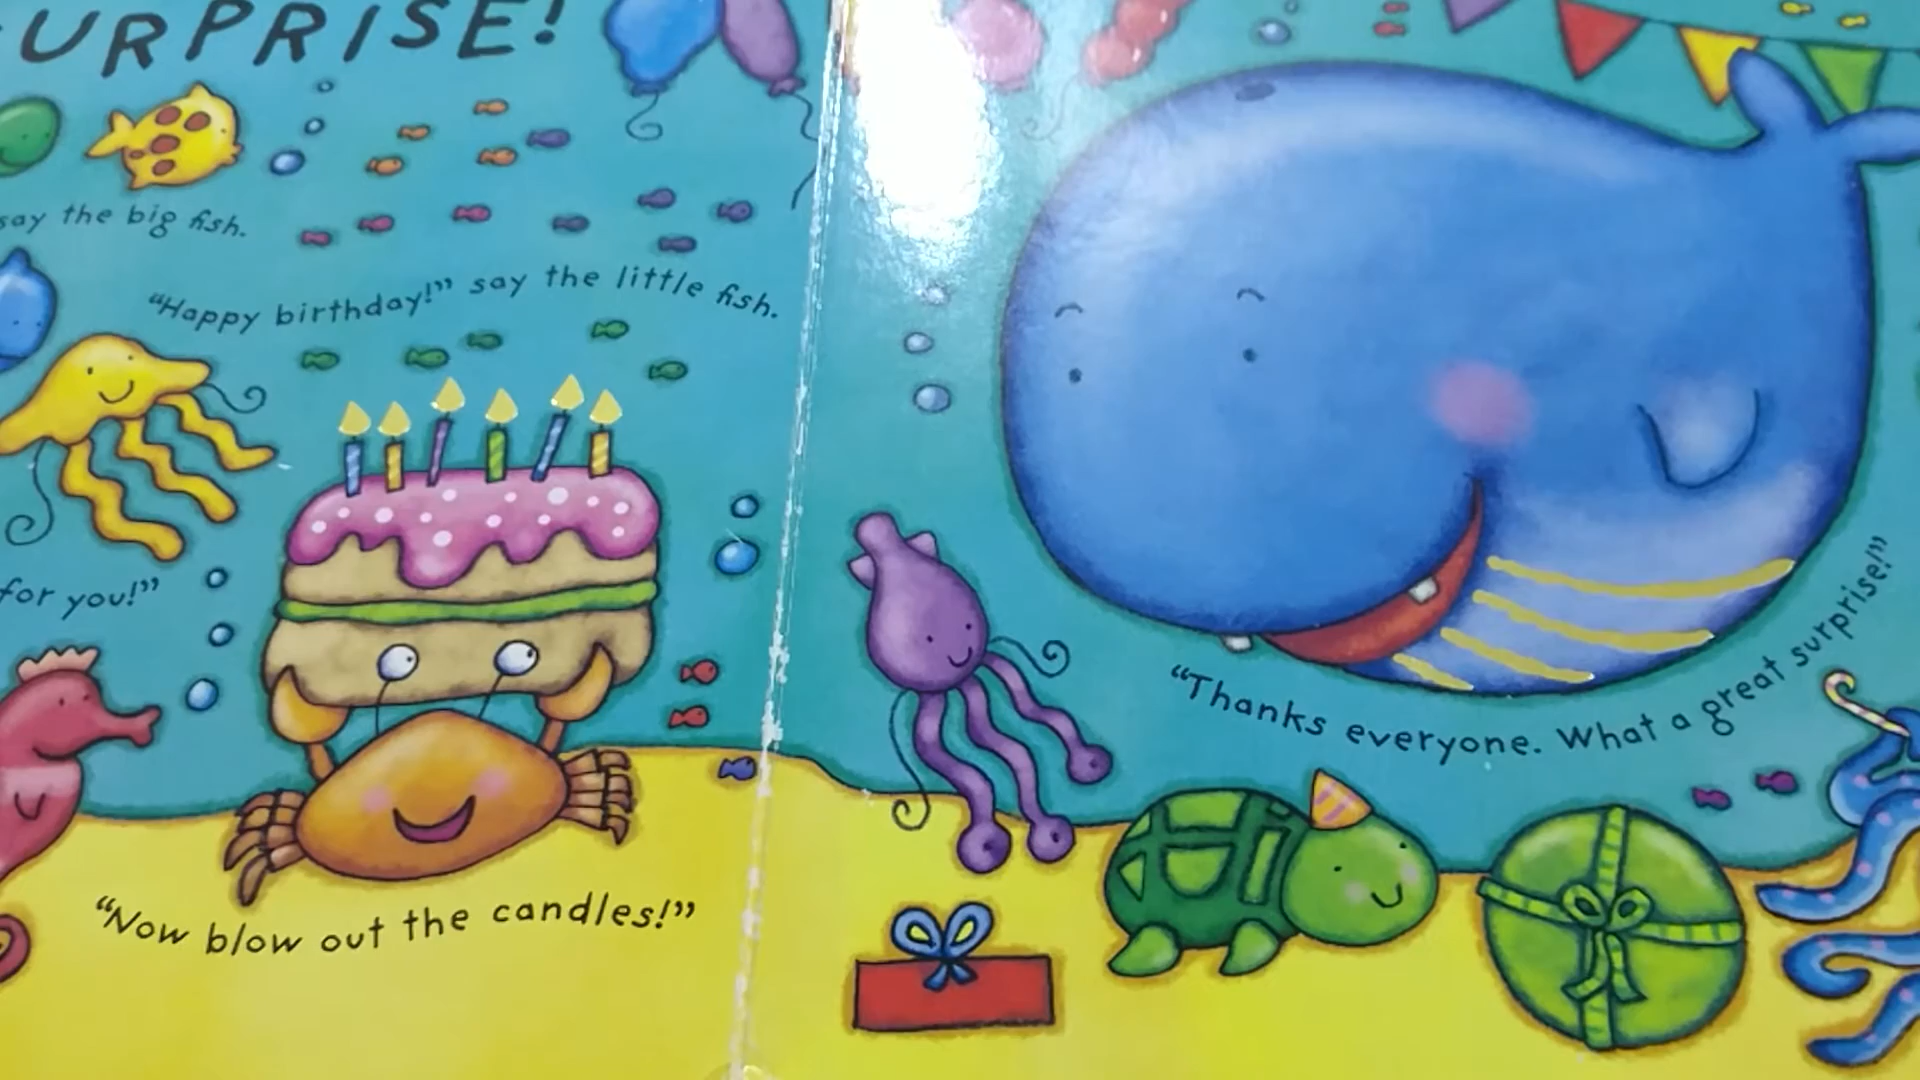 URPRISE!
say the big fish.
“Happy birthday!” say the little fish.
for you!”
“Now blow out the candles!”
“Thanks everyone. What a great surprise!”